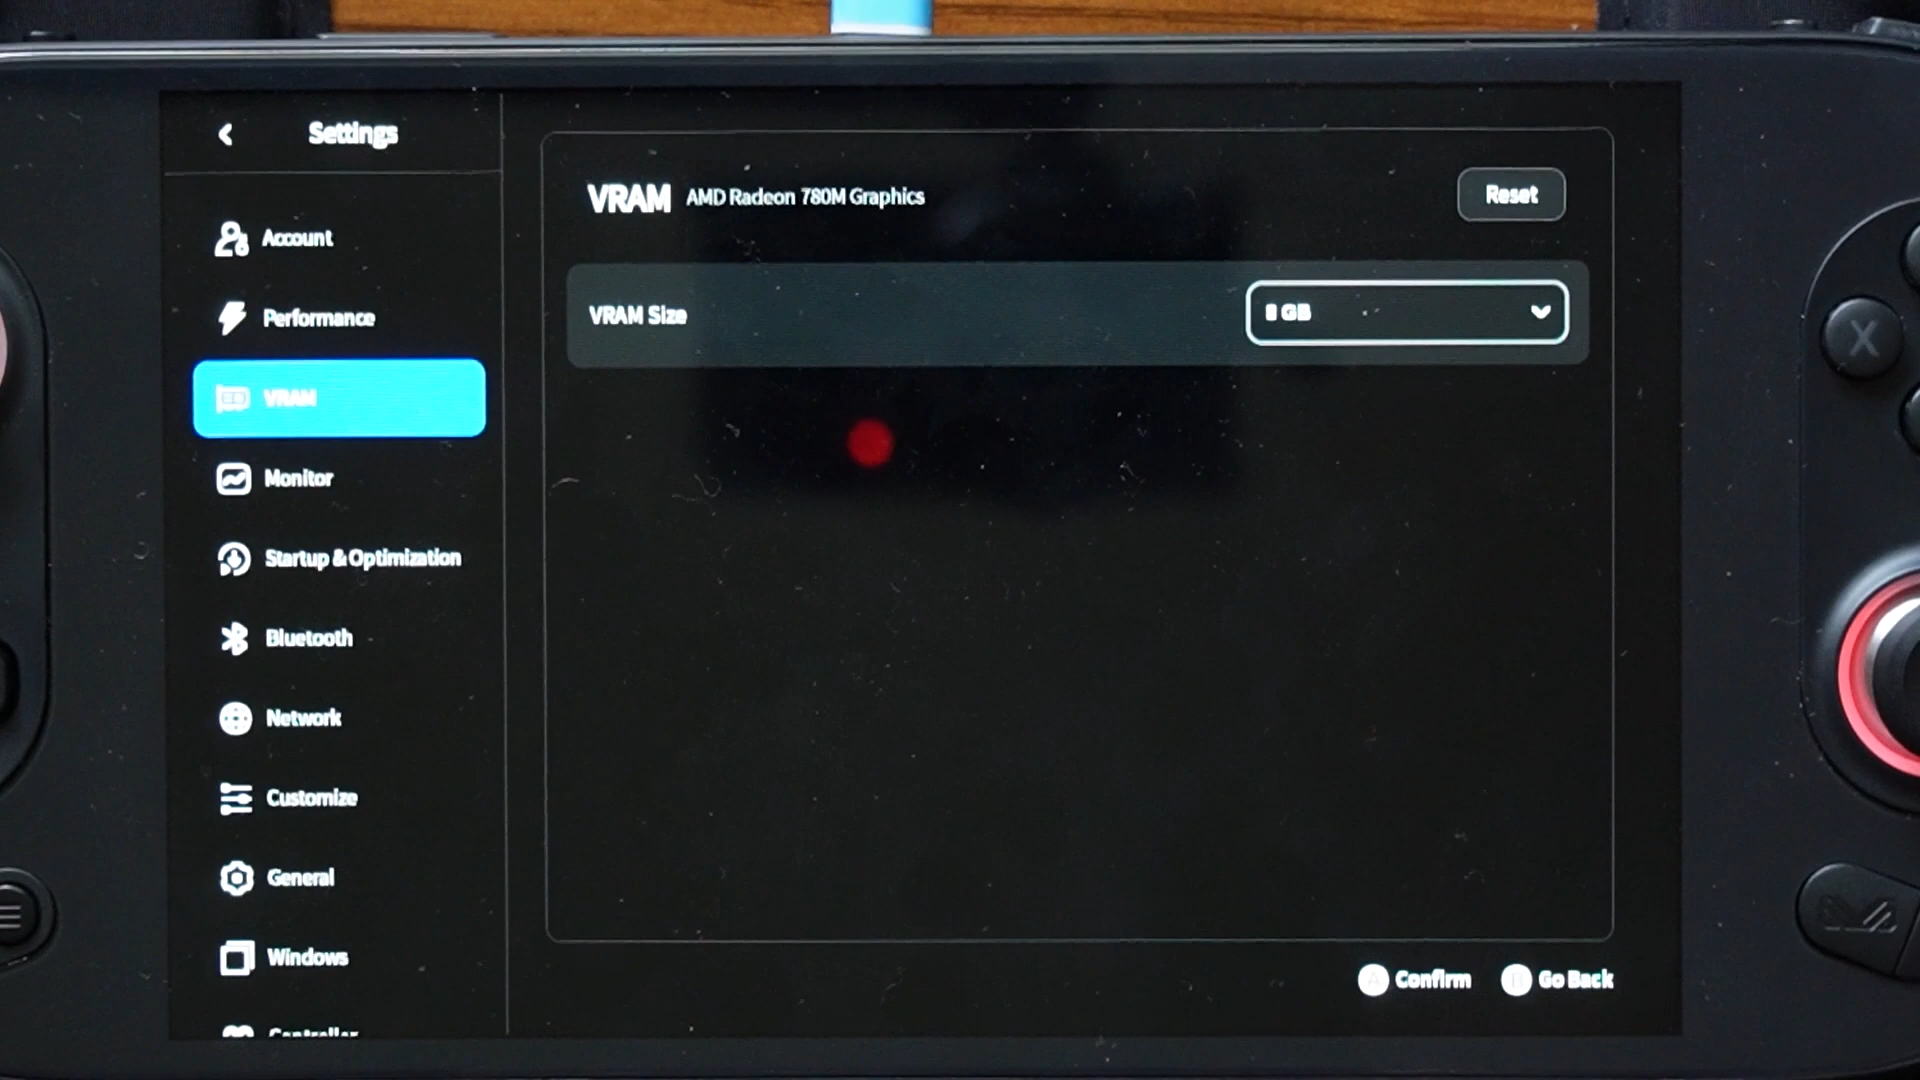 Settings
Account
Performance
VRAM
Monitor
Startup & Optimization
Bluetooth
Network
Customize
General
Windows
Controller
VRAM AMD Radeon 780M Graphics
Reset
VRAM Size
GB
A Confirm
B Go Back
X